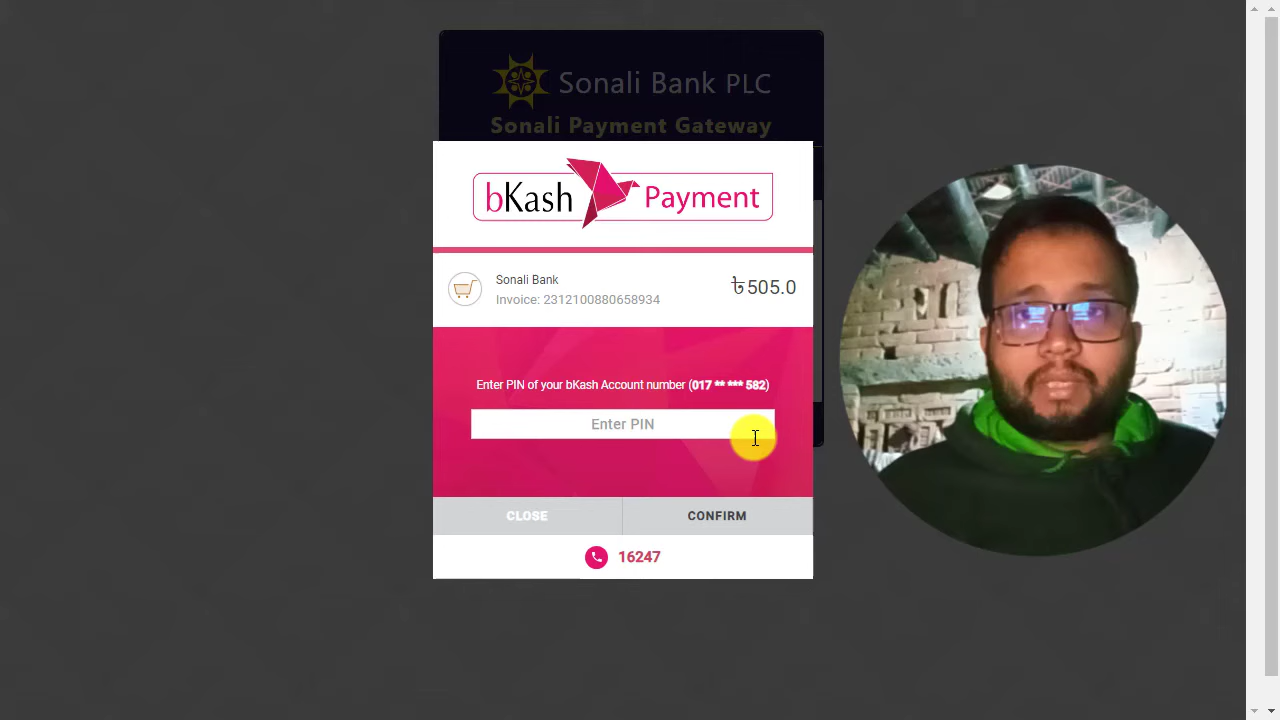 Sonali Bank PLC
Sonali Payment Gateway
bKash Payment
Sonali Bank
Invoice: 2312100880658934
৳505.0
Enter PIN of your bKash Account number (017 ** *** 582)
Enter PIN
CLOSE
CONFIRM
16247